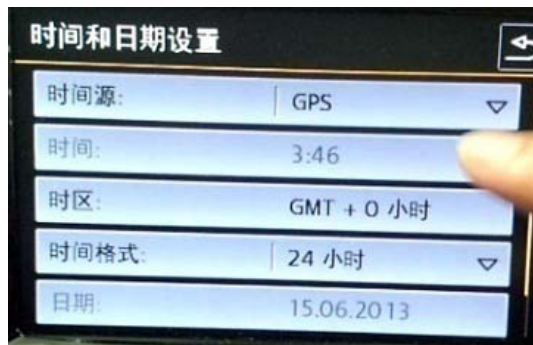 时间和日期设置
时间源: GPS
时间: 3:46
时区: GMT + 0 小时
时间格式: 24 小时
日期: 15.06.2013